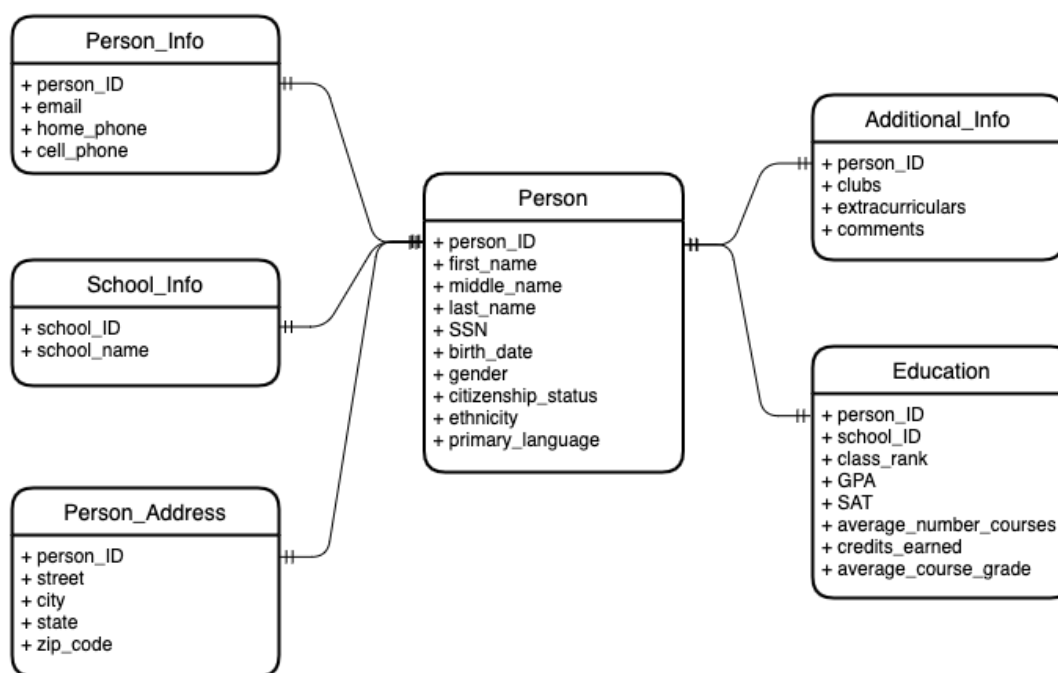 Person_Info
+ person_ID
+ email
+ home_phone
+ cell_phone
School_Info
+ school_ID
+ school_name
Person_Address
+ person_ID
+ street
+ city
+ state
+ zip_code
Person
+ person_ID
+ first_name
+ middle_name
+ last_name
+ SSN
+ birth_date
+ gender
+ citizenship_status
+ ethnicity
+ primary_language
Additional_Info
+ person_ID
+ clubs
+ extracurriculars
+ comments
Education
+ person_ID
+ school_ID
+ class_rank
+ GPA
+ SAT
+ average_number_courses
+ credits_earned
+ average_course_grade